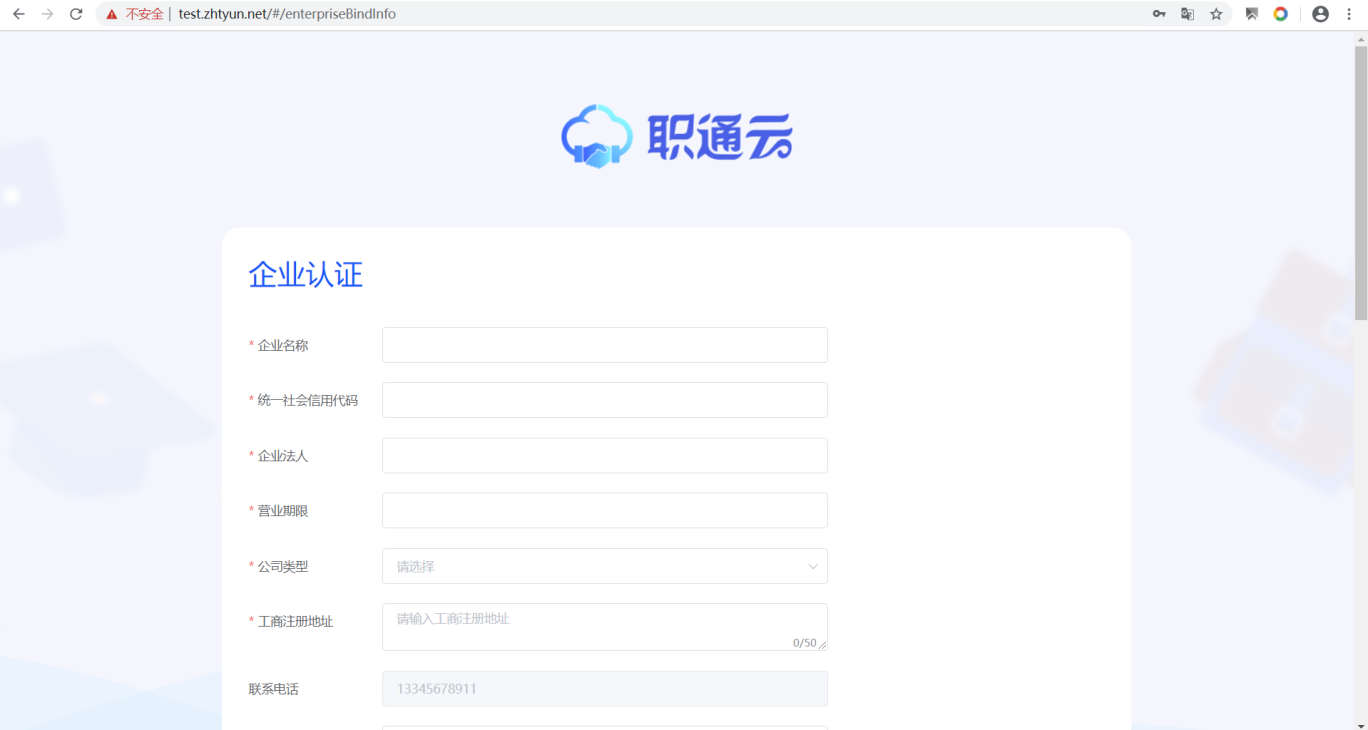 不安全 | test.zhtyun.net/#/enterpriseBindInfo
职通云
企业认证
* 企业名称
* 统一社会信用代码
* 企业法人
* 营业期限
* 公司类型 请选择
* 工商注册地址 请输入工商注册地址
0/50
联系电话 13345678911